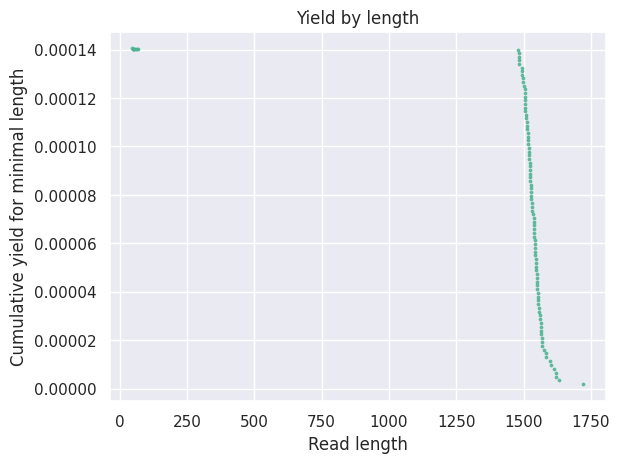 Yield by length
Cumulative yield for minimal length
0.00014
0.00012
0.00010
0.00008
0.00006
0.00004
0.00002
0.00000
0 250 500 750 1000 1250 1500 1750
Read length